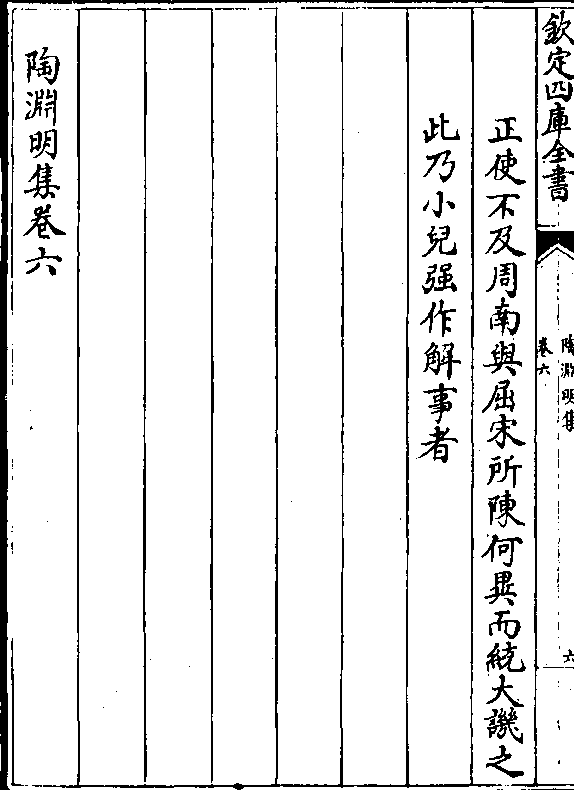 欽定四庫全書
陶淵明集
卷六
六
正使不及周南與屈宋所陳何異而統大譏之
此乃小兒强作解事者
陶淵明集卷六